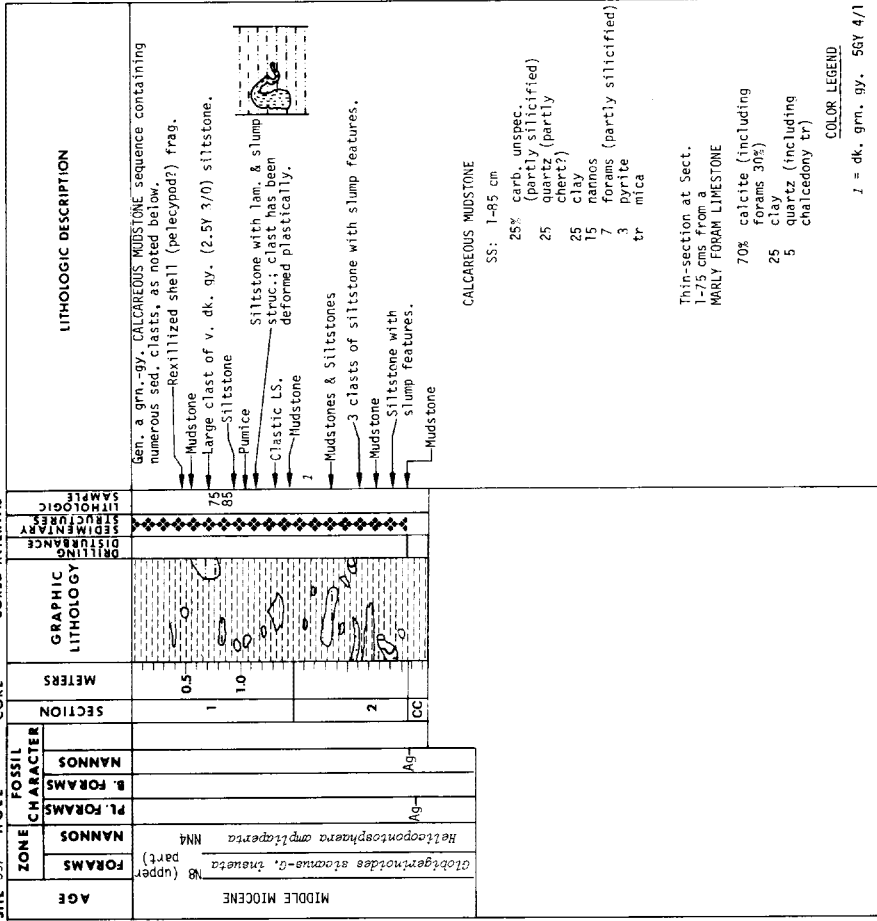 HOLE
AGE
ZONE
FORAMS
NANNOS
FOSSIL
CHARACTER
PL. FORAMS
B. FORAMS
NANNOS
SECTION
METERS
GRAPHIC
LITHOLOGY
DRILLING
DISTURBANCE
SEDIMENTARY
STRUCTURES
LITHOLOGIC
SAMPLE
LITHOLOGIC DESCRIPTION
MIDDLE MIOCENE
Globigerinoides sicanus-G. insueta
N8 (upper
part)
Helicopontosphaera ampliaperta
NN4
Ag
Ag
1
2
CC
0.5
1.0
75
85
Gen. a grn.-gy. CALCAREOUS MUDSTONE sequence containing
numerous sed. clasts, as noted below.
Rexillized shell (pelecypod?) frag.
Mudstone
Large clast of v. dk. gy. (2.5Y 3/0) siltstone.
Siltstone
Pumice
Siltstone with lam. & slump
struc.; clast has been
deformed plastically.
Clastic LS.
Mudstone
1
Mudstones & Siltstones
3 clasts of siltstone with slump features.
Mudstone
Siltstone with
slump features.
Mudstone
CALCAREOUS MUDSTONE
SS: 1-85 cm
25% carb. unspec.
(partly silicified)
25 quartz (partly
chert?)
25 clay
15 nannos
7 forams (partly silicified)
3 pyrite
tr mica
Thin-section at Sect.
1-75 cms from a
MARLY FORAM LIMESTONE
70% calcite (including
forams 30%)
25 clay
5 quartz (including
chalcedony tr)
COLOR LEGEND
1 = dk. grn. gy. 5GY 4/1